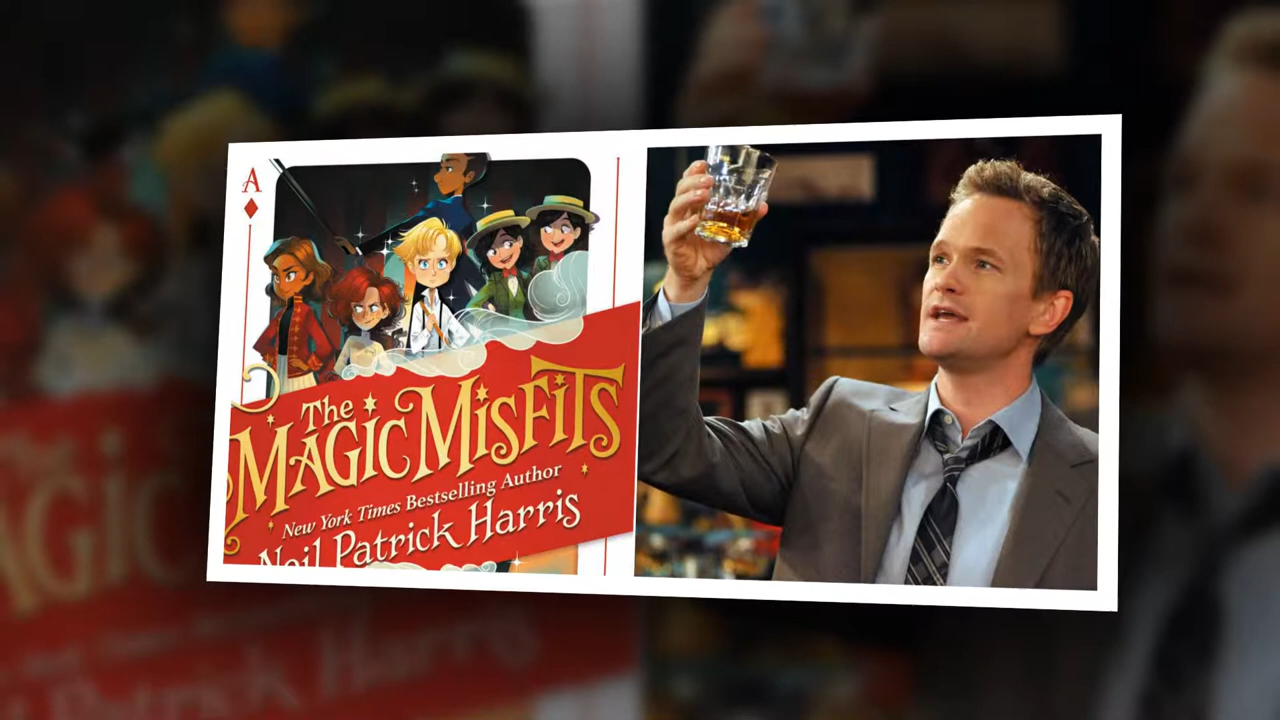 A
The
MAGIC MISFITS
New York Times Bestselling Author
Neil Patrick Harris